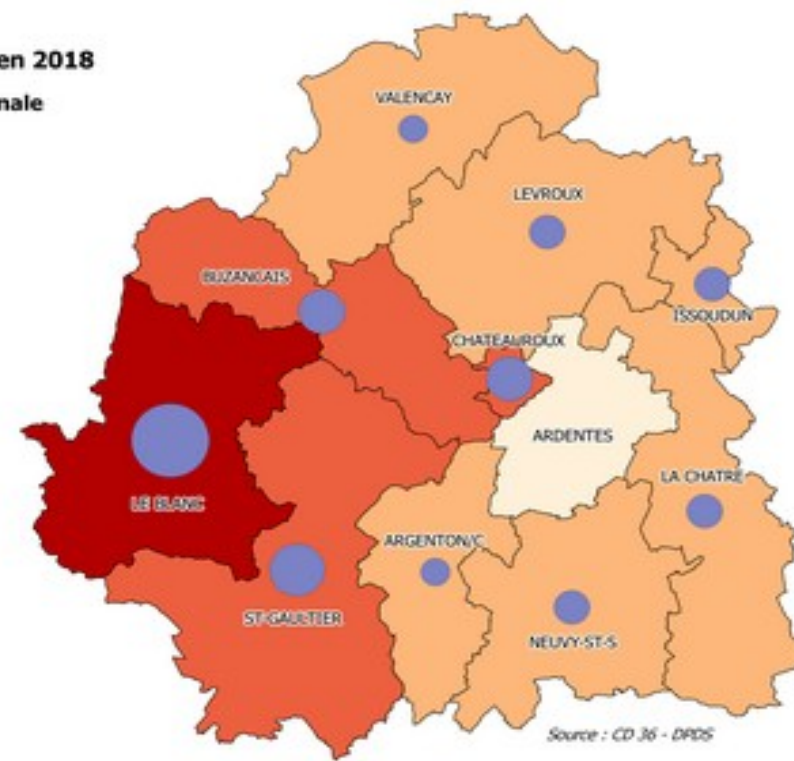 en 2018
nale
VALENCAY
LEVROUX
BUZANCAIS
ISSOUDUN
CHATEAUROUX
ARDENTES
LA CHATRE
LE BLANC
ARGENTON/C
ST-GAULTIER
NEUVY-ST-S
Source : CD 36 - DPDS